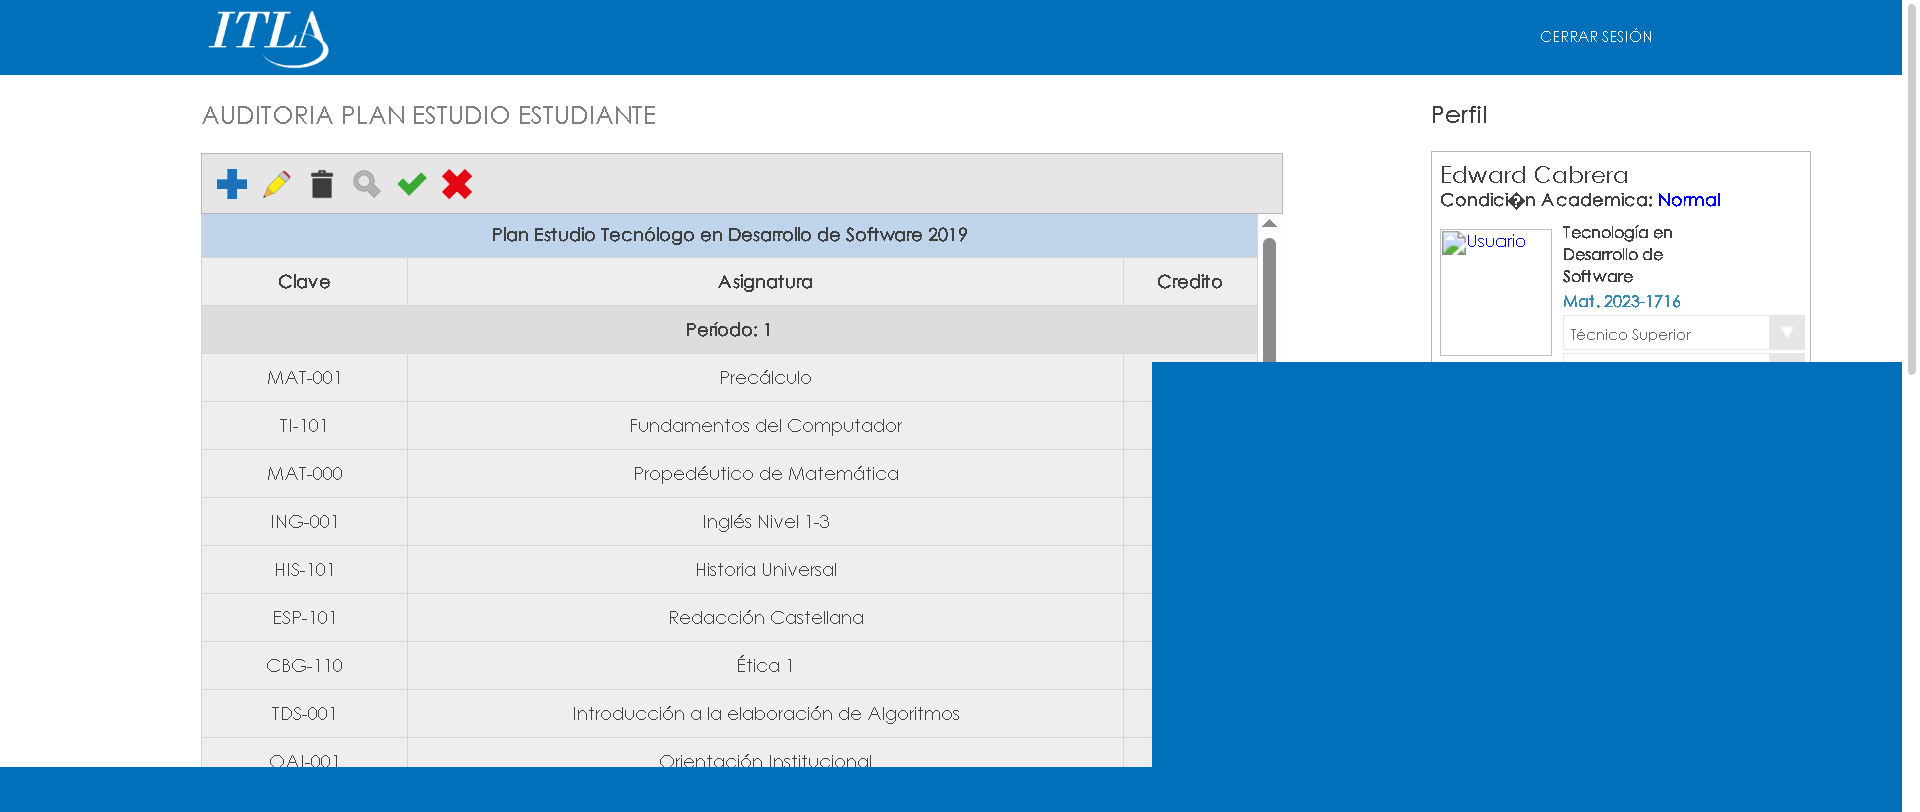 ITLA
CERRAR SESIÓN
AUDITORIA PLAN ESTUDIO ESTUDIANTE
Plan Estudio Tecnólogo en Desarrollo de Software 2019
Clave Asignatura Credito
Período: 1
MAT-001 Precálculo
TI-101 Fundamentos del Computador
MAT-000 Propedéutico de Matemática
ING-001 Inglés Nivel 1-3
HIS-101 Historia Universal
ESP-101 Redacción Castellana
CBG-110 Ética 1
TDS-001 Introducción a la elaboración de Algoritmos
OAI-001 Orientación Institucional
Perfil
Edward Cabrera
Condici�n Academica: Normal
Usuario
Tecnología en
Desarrollo de
Software
Mat. 2023-1716
Técnico Superior